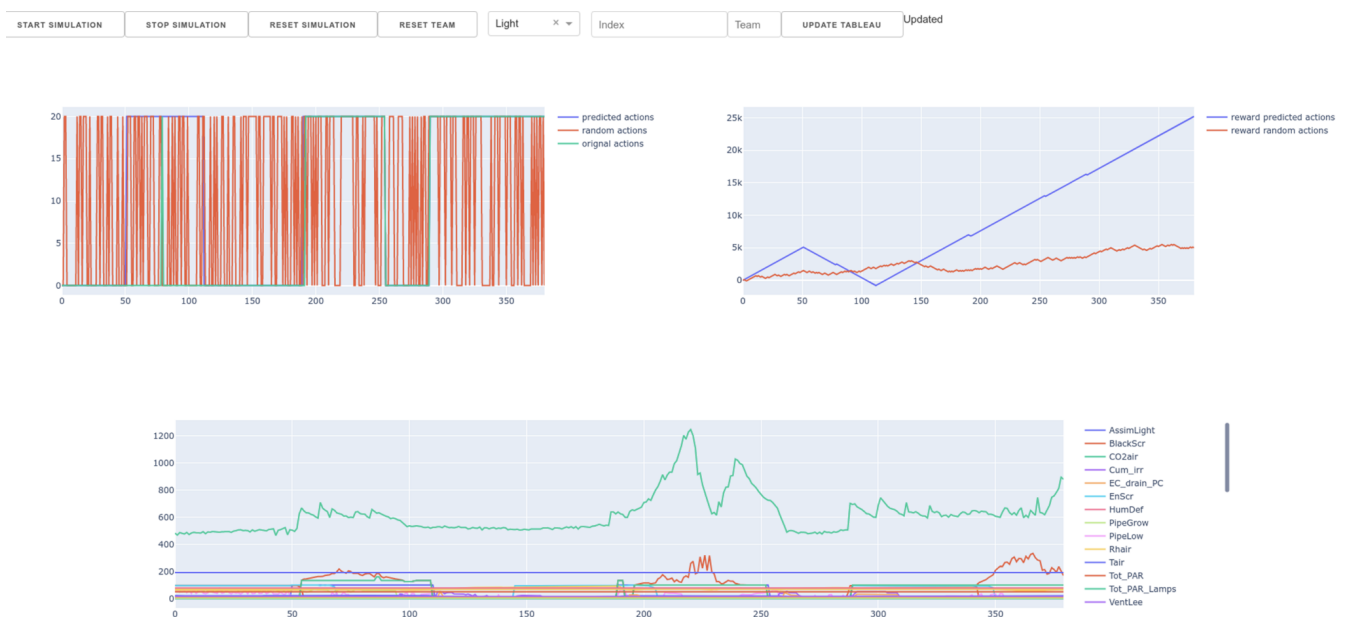 START SIMULATION STOP SIMULATION RESET SIMULATION RESET TEAM Light × Index Team UPDATE TABLEAU Updated
predicted actions
random actions
orignal actions
20
15
10
5
0
0 50 100 150 200 250 300 350
reward predicted actions
reward random actions
25k
20k
15k
10k
5k
0
0 50 100 150 200 250 300 350
1200
1000
800
600
400
200
0
50 100 150 200 250 300 350
AssimLight
BlackScr
CO2air
Cum_irr
EC_drain_PC
EnScr
HumDef
PipeGrow
PipeLow
Rhair
Tair
Tot_PAR
Tot_PAR_Lamps
VentLee